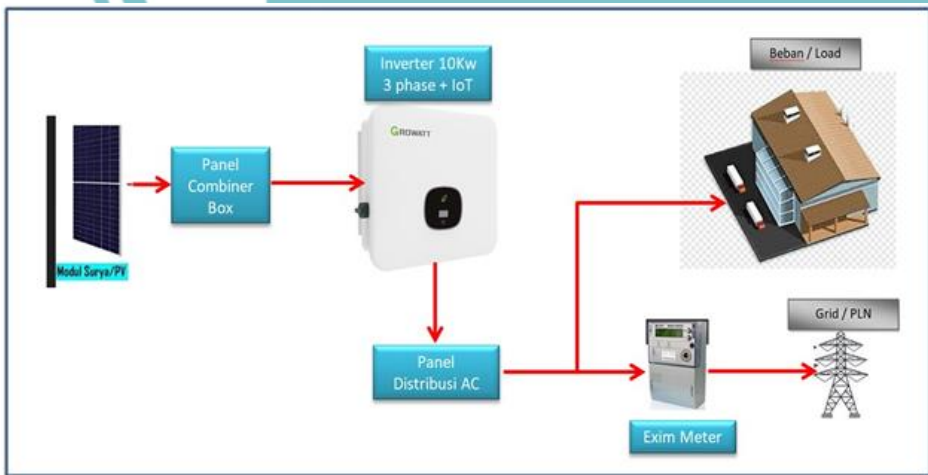 Inverter 10Kw
3 phase + IoT
Beban / Load
GROWATT
Panel
Combiner
Box
Modul Surya/PV
Grid / PLN
Panel
Distribusi AC
Exim Meter